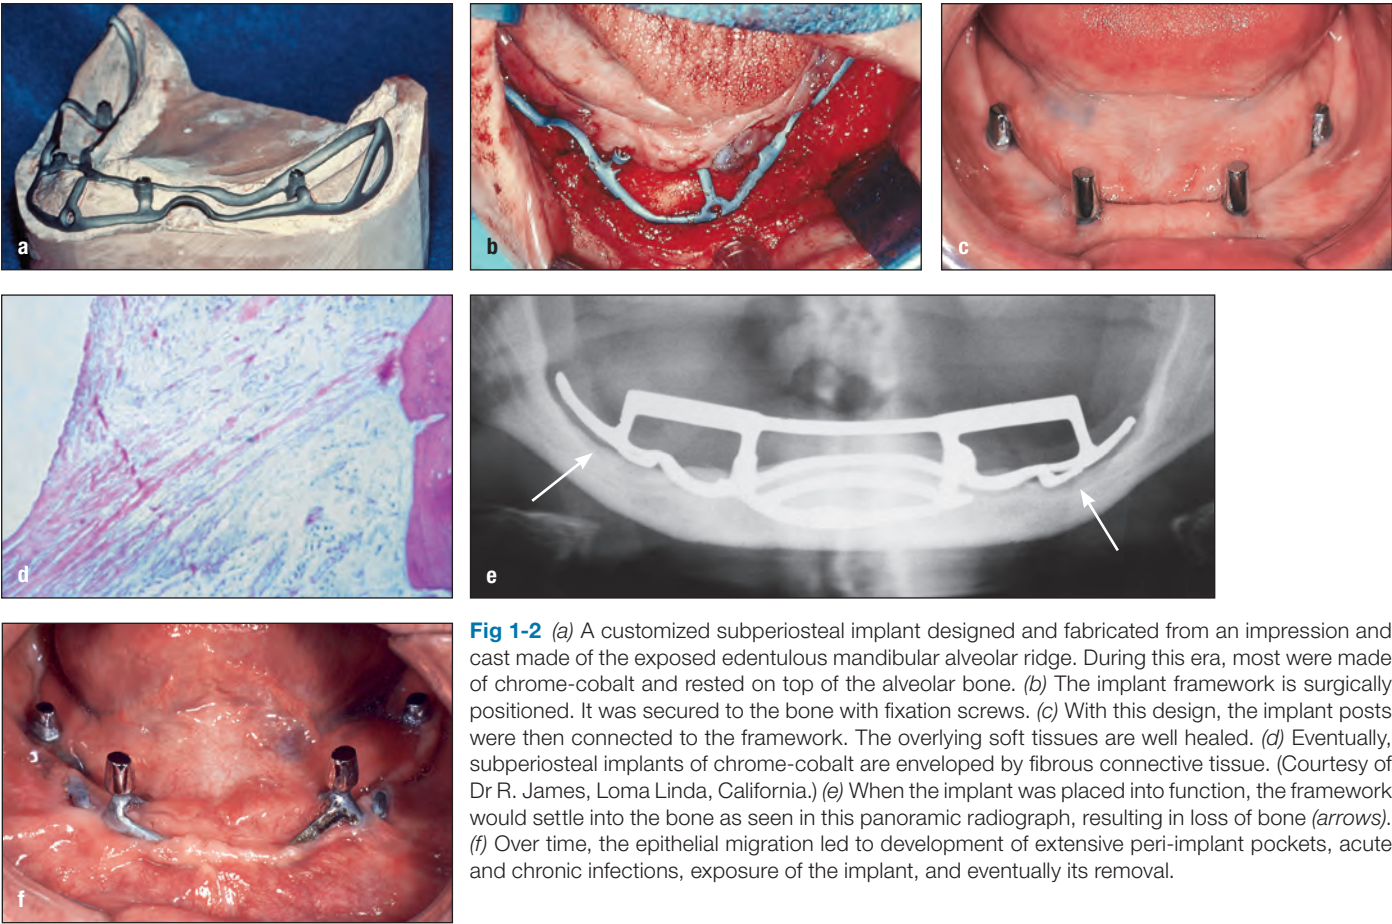 a
b
c
d
e
f
Fig 1-2 (a) A customized subperiosteal implant designed and fabricated from an impression and
cast made of the exposed edentulous mandibular alveolar ridge. During this era, most were made
of chrome-cobalt and rested on top of the alveolar bone. (b) The implant framework is surgically
positioned. It was secured to the bone with fixation screws. (c) With this design, the implant posts
were then connected to the framework. The overlying soft tissues are well healed. (d) Eventually,
subperiosteal implants of chrome-cobalt are enveloped by fibrous connective tissue. (Courtesy of
Dr R. James, Loma Linda, California.) (e) When the implant was placed into function, the framework
would settle into the bone as seen in this panoramic radiograph, resulting in loss of bone (arrows).
(f) Over time, the epithelial migration led to development of extensive peri-implant pockets, acute
and chronic infections, exposure of the implant, and eventually its removal.